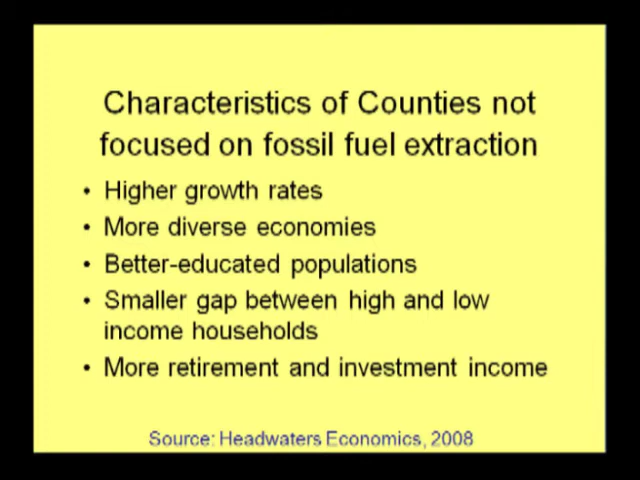 Characteristics of Counties not
focused on fossil fuel extraction
• Higher growth rates
• More diverse economies
• Better-educated populations
• Smaller gap between high and low
income households
• More retirement and investment income
Source: Headwaters Economics, 2008